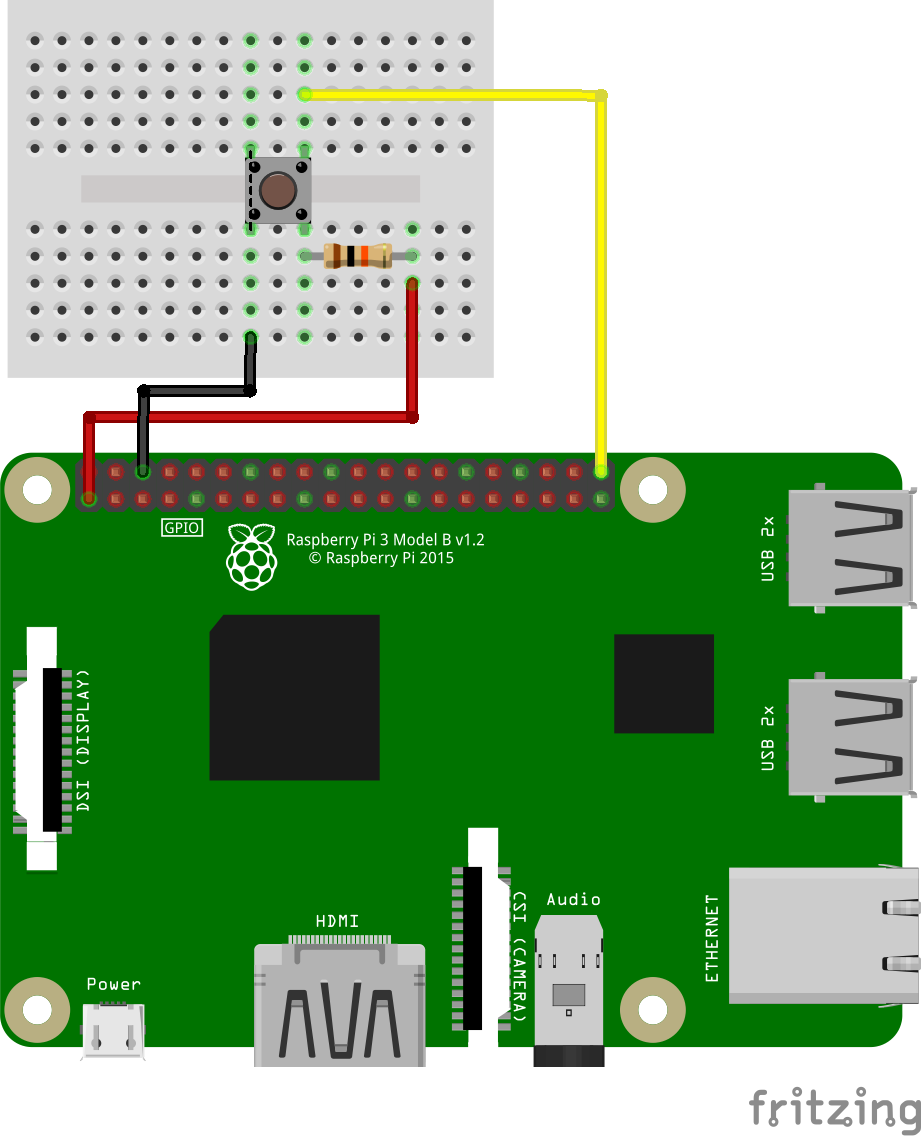 GPIO
Raspberry Pi 3 Model B v1.2
© Raspberry Pi 2015
USB 2x
DSI (DISPLAY)
USB 2x
HDMI
CSI (CAMERA)
Audio
ETHERNET
Power
fritzing